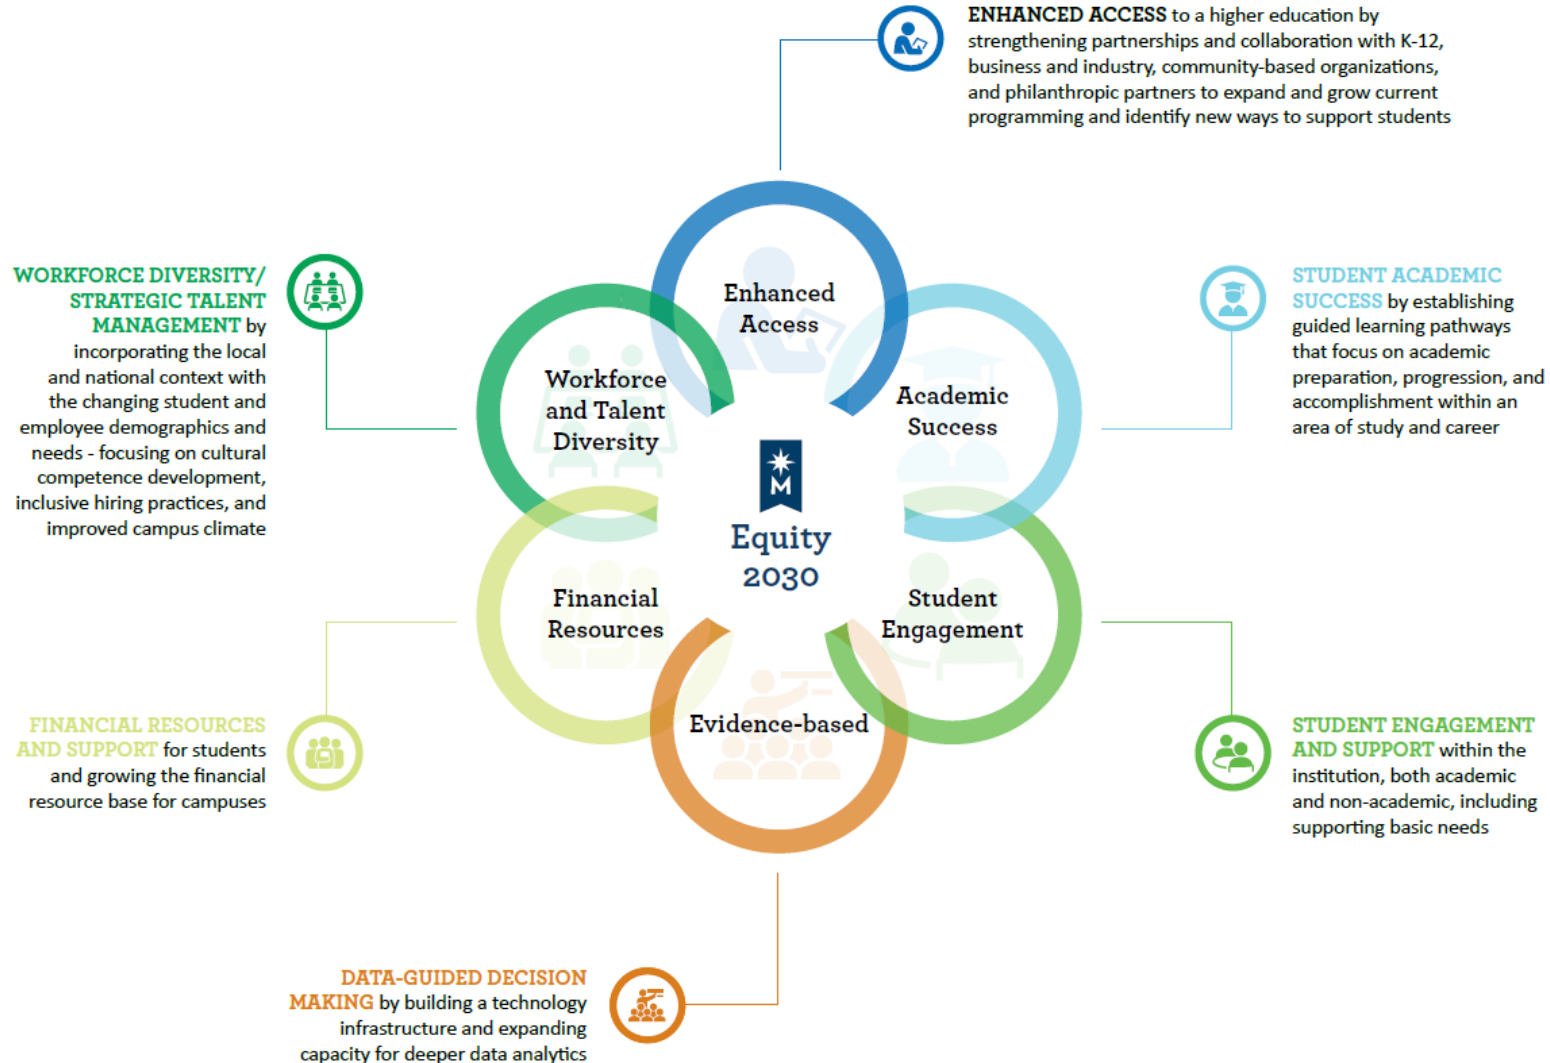 ENHANCED ACCESS to a higher education by
strengthening partnerships and collaboration with K-12,
business and industry, community-based organizations,
and philanthropic partners to expand and grow current
programming and identify new ways to support students
WORKFORCE DIVERSITY/
STRATEGIC TALENT
MANAGEMENT by
incorporating the local
and national context with
the changing student and
employee demographics and
needs - focusing on cultural
competence development,
inclusive hiring practices, and
improved campus climate
STUDENT ACADEMIC
SUCCESS by establishing
guided learning pathways
that focus on academic
preparation, progression, and
accomplishment within an
area of study and career
Enhanced
Access
Workforce
and Talent
Diversity
Academic
Success
M
Equity
2030
Financial
Resources
Student
Engagement
Evidence-based
FINANCIAL RESOURCES
AND SUPPORT for students
and growing the financial
resource base for campuses
STUDENT ENGAGEMENT
AND SUPPORT within the
institution, both academic
and non-academic, including
supporting basic needs
DATA-GUIDED DECISION
MAKING by building a technology
infrastructure and expanding
capacity for deeper data analytics